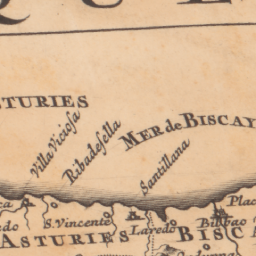 QUE
STURIES
MER de BISCAY
Villa Viciosa
Ribadesella
Santillana
Plac
S. Vincente
Laredo
Bilbao
ASTURIES
BISC